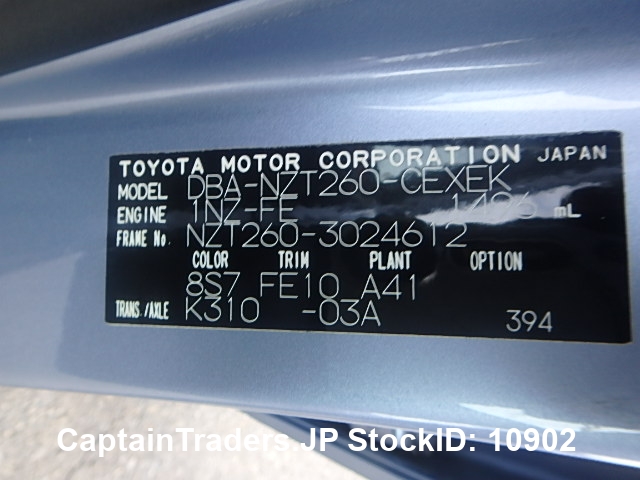 TOYOTA MOTOR CORPORATION JAPAN
MODEL DBA-NZT260-CEXEK
ENGINE 1NZ-FE 1496 mL
FRAME No. NZT260-3024612
COLOR TRIM PLANT OPTION
8S7 FE10 A41
TRANS./AXLE K310 -03A
394
CaptainTraders.JP StockID: 10902